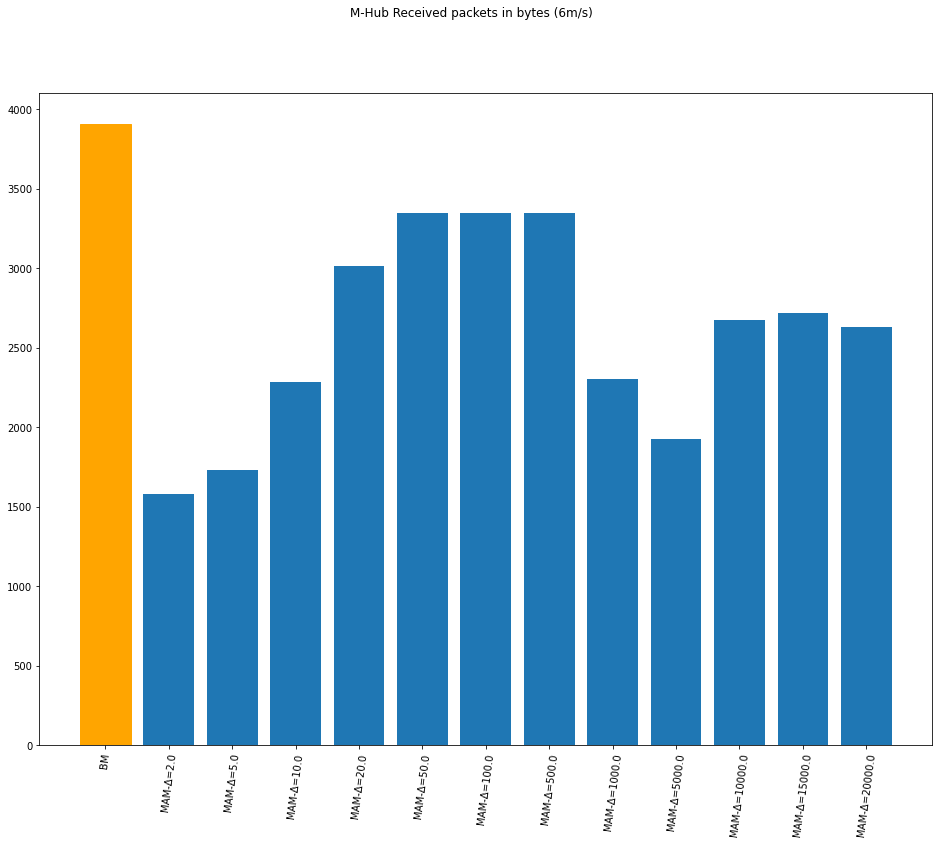 M-Hub Received packets in bytes (6m/s)
4000
3500
3000
2500
2000
1500
1000
500
0
BM
MAM-Δ=2.0
MAM-Δ=5.0
MAM-Δ=10.0
MAM-Δ=20.0
MAM-Δ=50.0
MAM-Δ=100.0
MAM-Δ=500.0
MAM-Δ=1000.0
MAM-Δ=5000.0
MAM-Δ=10000.0
MAM-Δ=15000.0
MAM-Δ=20000.0